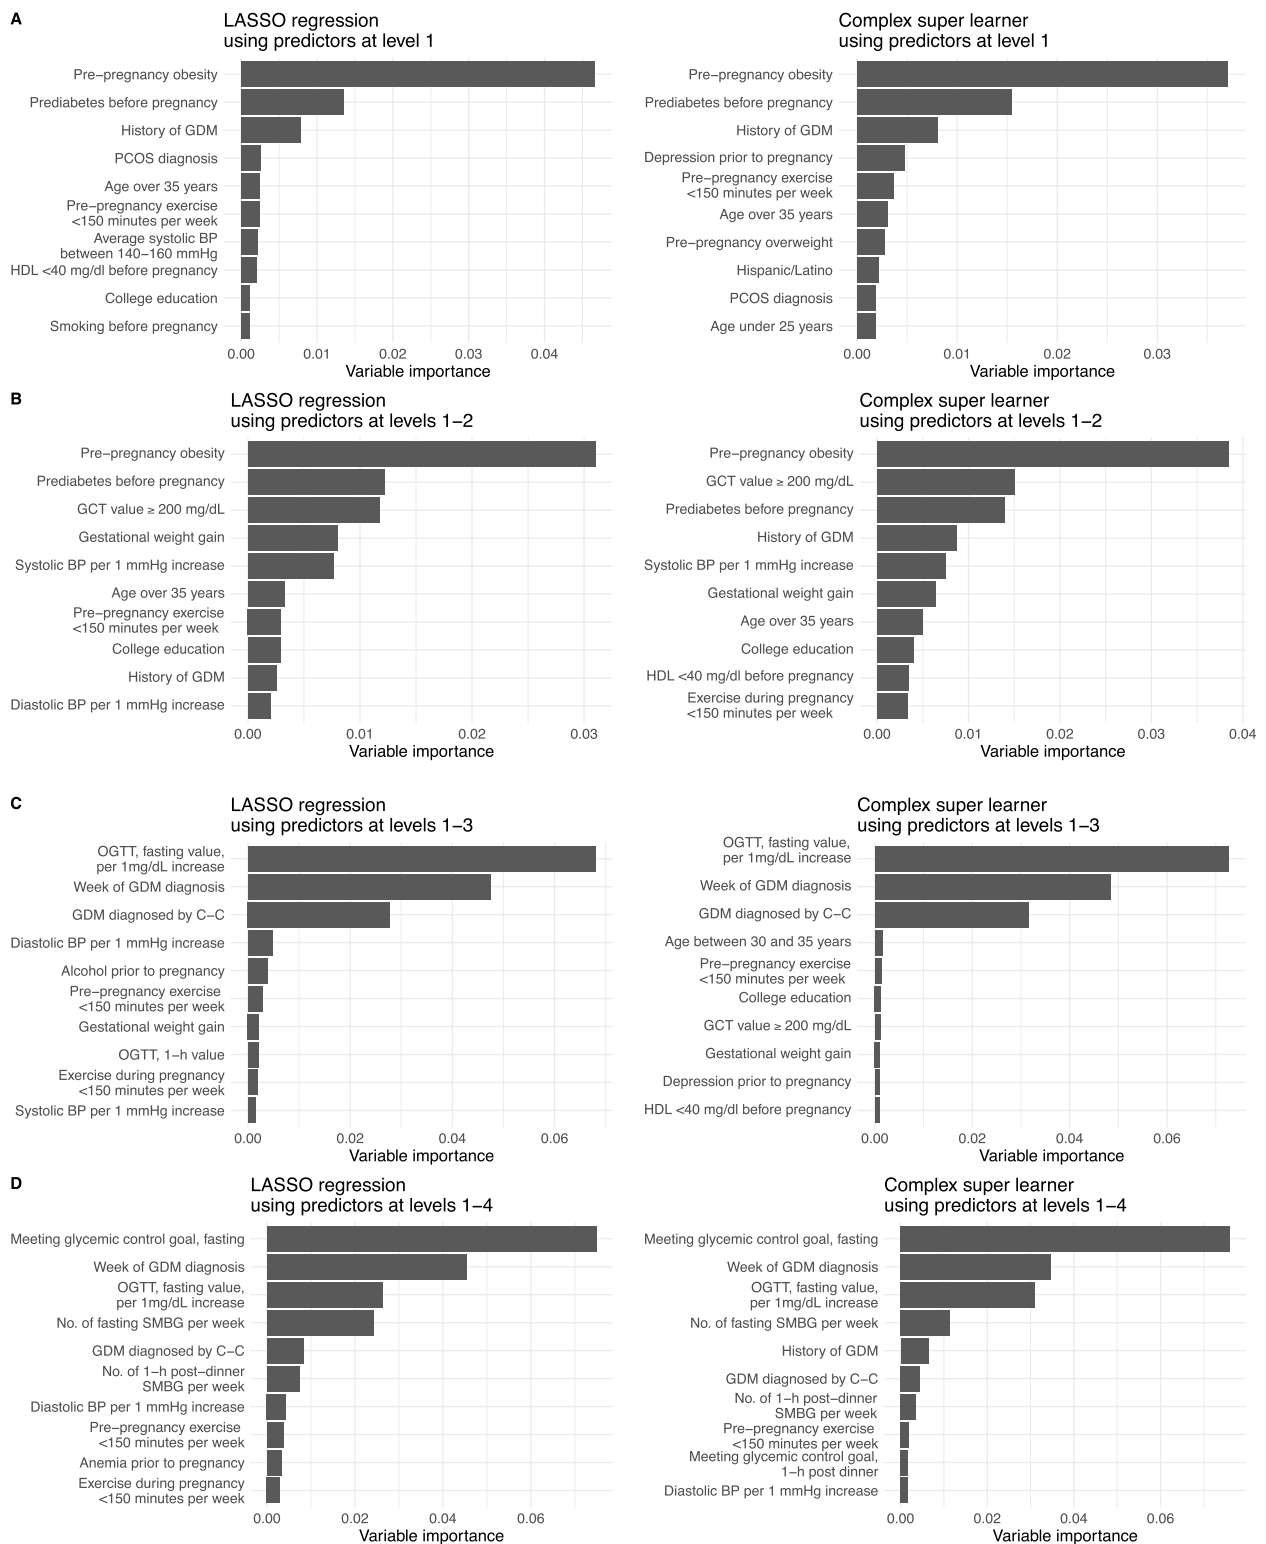 A
LASSO regression
using predictors at level 1
Pre−pregnancy obesity
Prediabetes before pregnancy
History of GDM
PCOS diagnosis
Age over 35 years
Pre−pregnancy exercise
<150 minutes per week
Average systolic BP
between 140−160 mmHg
HDL <40 mg/dl before pregnancy
College education
Smoking before pregnancy
0.00 0.01 0.02 0.03 0.04
Variable importance
Complex super learner
using predictors at level 1
Pre−pregnancy obesity
Prediabetes before pregnancy
History of GDM
Depression prior to pregnancy
Pre−pregnancy exercise
<150 minutes per week
Age over 35 years
Pre−pregnancy overweight
Hispanic/Latino
PCOS diagnosis
Age under 25 years
0.00 0.01 0.02 0.03
Variable importance
B
LASSO regression
using predictors at levels 1−2
Pre−pregnancy obesity
Prediabetes before pregnancy
GCT value ≥ 200 mg/dL
Gestational weight gain
Systolic BP per 1 mmHg increase
Age over 35 years
Pre−pregnancy exercise
<150 minutes per week
College education
History of GDM
Diastolic BP per 1 mmHg increase
0.00 0.01 0.02 0.03
Variable importance
Complex super learner
using predictors at levels 1−2
Pre−pregnancy obesity
GCT value ≥ 200 mg/dL
Prediabetes before pregnancy
History of GDM
Systolic BP per 1 mmHg increase
Gestational weight gain
Age over 35 years
College education
HDL <40 mg/dl before pregnancy
Exercise during pregnancy
<150 minutes per week
0.00 0.01 0.02 0.03 0.04
Variable importance
C
LASSO regression
using predictors at levels 1−3
OGTT, fasting value,
per 1mg/dL increase
Week of GDM diagnosis
GDM diagnosed by C−C
Diastolic BP per 1 mmHg increase
Alcohol prior to pregnancy
Pre−pregnancy exercise
<150 minutes per week
Gestational weight gain
OGTT, 1−h value
Exercise during pregnancy
<150 minutes per week
Systolic BP per 1 mmHg increase
0.00 0.02 0.04 0.06
Variable importance
Complex super learner
using predictors at levels 1−3
OGTT, fasting value,
per 1mg/dL increase
Week of GDM diagnosis
GDM diagnosed by C−C
Age between 30 and 35 years
Pre−pregnancy exercise
<150 minutes per week
College education
GCT value ≥ 200 mg/dL
Gestational weight gain
Depression prior to pregnancy
HDL <40 mg/dl before pregnancy
0.00 0.02 0.04 0.06
Variable importance
D
LASSO regression
using predictors at levels 1−4
Meeting glycemic control goal, fasting
Week of GDM diagnosis
OGTT, fasting value,
per 1mg/dL increase
No. of fasting SMBG per week
GDM diagnosed by C−C
No. of 1−h post−dinner
SMBG per week
Diastolic BP per 1 mmHg increase
Pre−pregnancy exercise
<150 minutes per week
Anemia prior to pregnancy
Exercise during pregnancy
<150 minutes per week
0.00 0.02 0.04 0.06
Variable importance
Complex super learner
using predictors at levels 1−4
Meeting glycemic control goal, fasting
Week of GDM diagnosis
OGTT, fasting value,
per 1mg/dL increase
No. of fasting SMBG per week
History of GDM
GDM diagnosed by C−C
No. of 1−h post−dinner
SMBG per week
Pre−pregnancy exercise
<150 minutes per week
Meeting glycemic control goal,
1−h post dinner
Diastolic BP per 1 mmHg increase
0.00 0.02 0.04 0.06
Variable importance